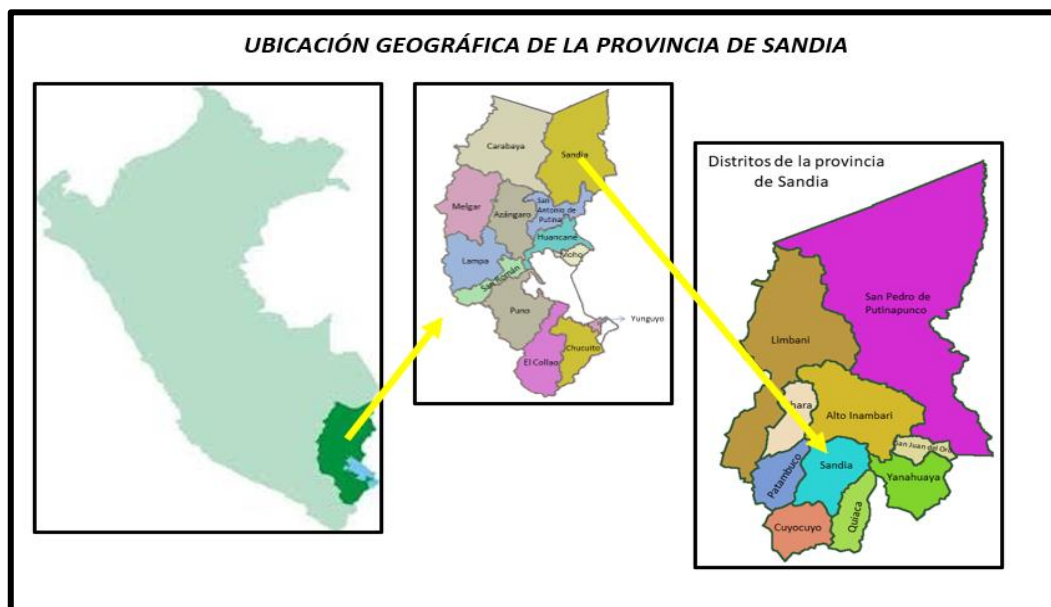 UBICACIÓN GEOGRÁFICA DE LA PROVINCIA DE SANDIA
Carabaya
Sandia
Melgar
Azángaro
San
Antonio de
Putina
Huancané
Moho
Lampa
San Román
Puno
Yunguyo
El Collao
Chucuito
Distritos de la provincia
de Sandia
San Pedro de
Putinapunco
Limbani
Alto Inambari
San Juan del Oro
Sandia
Patambuco
Yanahuaya
Quiaca
Cuyocuyo